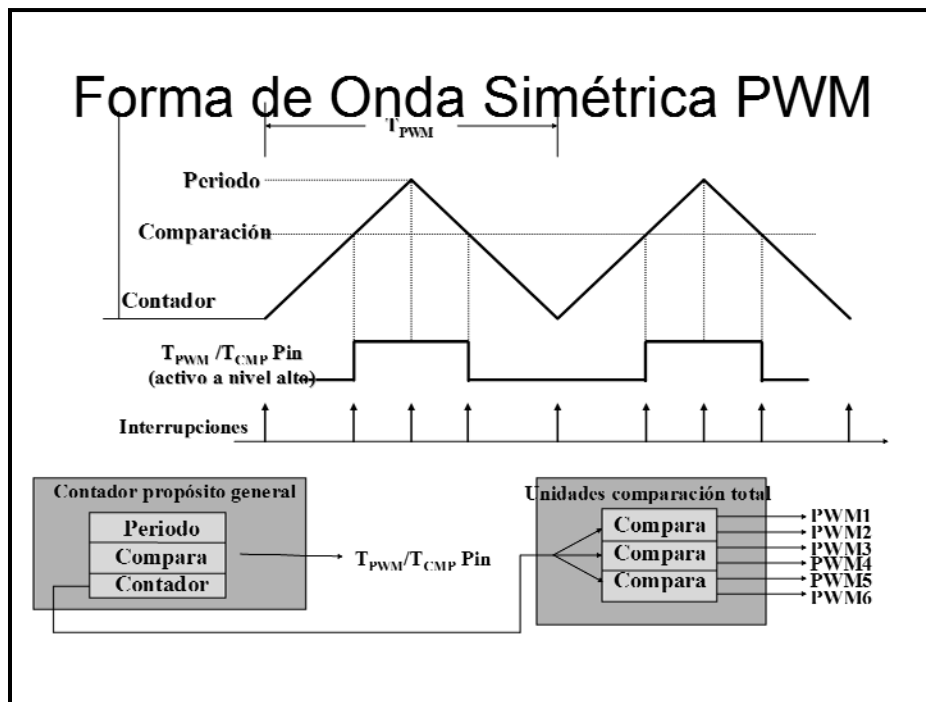 Forma de Onda Simétrica PWM
TPWM
Periodo
Comparación
Contador
TPWM /TCMP Pin
(activo a nivel alto)
Interrupciones
Contador propósito general
Periodo
Compara
Contador
TPWM/TCMP Pin
Unidades comparación total
Compara
Compara
Compara
PWM1
PWM2
PWM3
PWM4
PWM5
PWM6